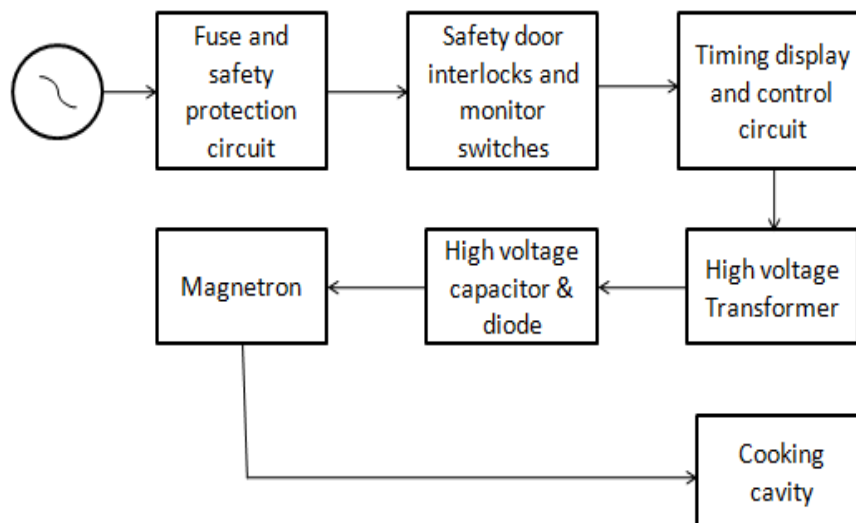 Fuse and
safety
protection
circuit
Safety door
interlocks and
monitor
switches
Timing display
and control
circuit
High voltage
Transformer
High voltage
capacitor &
diode
Magnetron
Cooking
cavity